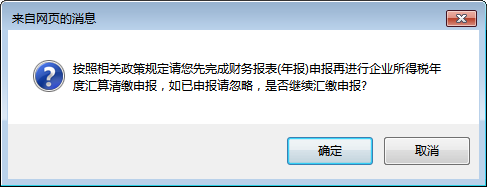 来自网页的消息
按照相关政策规定请您先完成财务报表(年报)申报再进行企业所得税年
度汇算清缴申报，如已申报请忽略，是否继续汇缴申报?
确定
取消